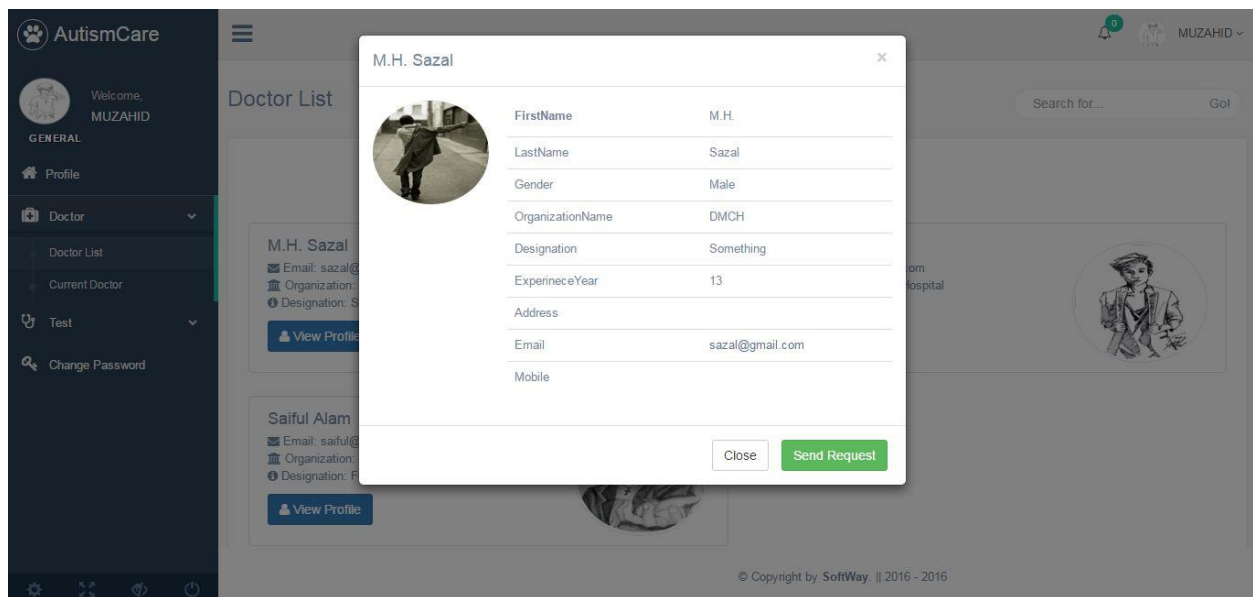 AutismCare
0
MUZAHID
Welcome,
MUZAHID
GENERAL
Profile
Doctor
Doctor List
Current Doctor
Test
Change Password
Doctor List
Search for...
Go!
M.H. Sazal
Email: sazal@
Organization:
Designation: S
View Profile
om
Hospital
Saiful Alam
Email: saiful@
Organization:
Designation: F
View Profile
M.H. Sazal
×
FirstName M.H.
LastName Sazal
Gender Male
OrganizationName DMCH
Designation Something
ExperineceYear 13
Address
Email sazal@gmail.com
Mobile
Close
Send Request
© Copyright by SoftWay. || 2016 - 2016